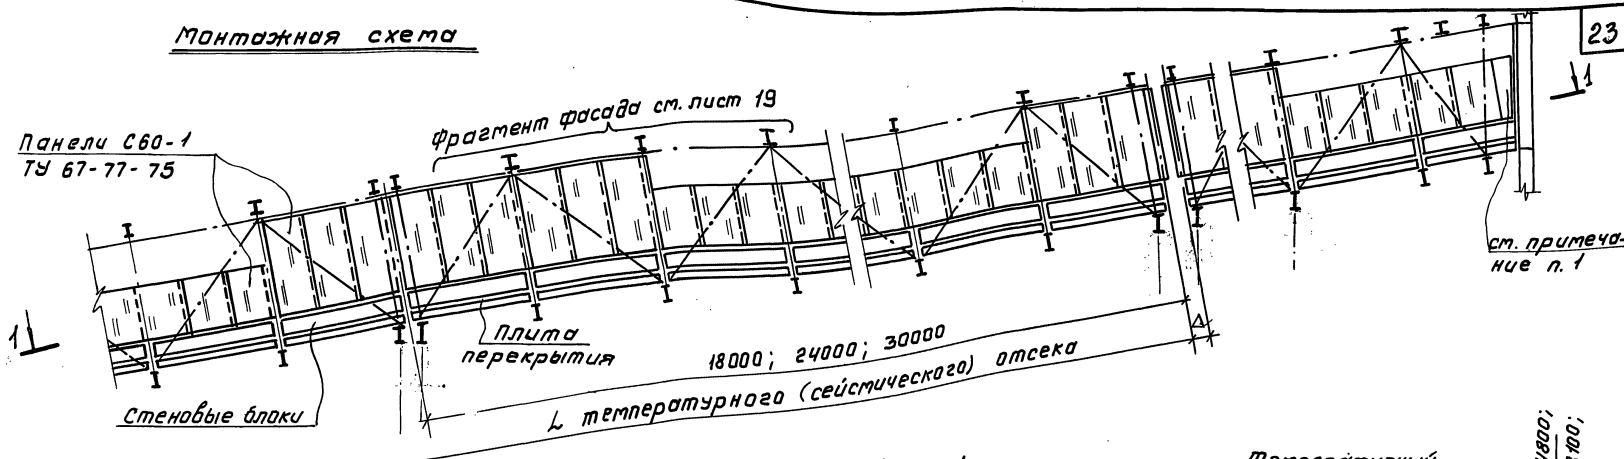 Монтажная схема
23
Фрагмент фасада см. лист 19
1
Панели С60-1
ТУ 67-77-75
см. примеча-
ние п. 1
1
Плита
перекрытия
Стеновые блоки
18000; 24000; 30000
Δ
L температурного (сейсмического) отсека
1800;